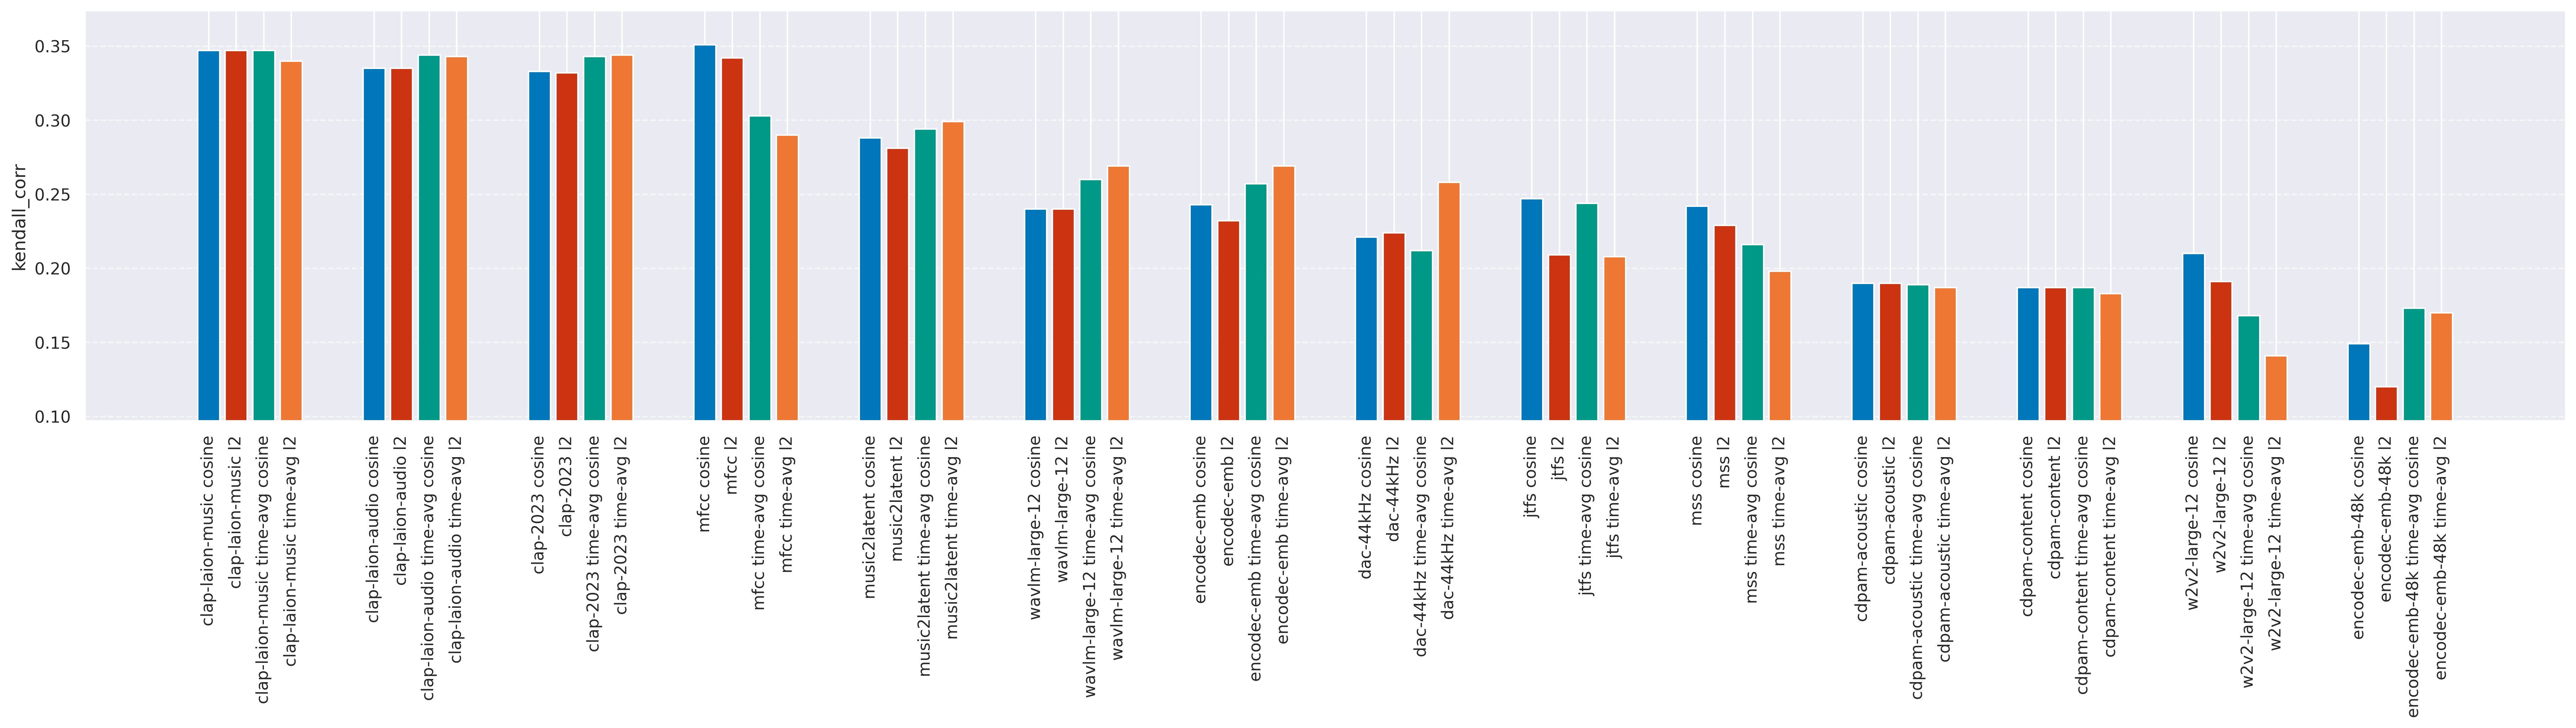 kendall_corr
0.35
0.30
0.25
0.20
0.15
0.10
clap-laion-music cosine
clap-laion-music l2
clap-laion-music time-avg cosine
clap-laion-music time-avg l2
clap-laion-audio cosine
clap-laion-audio l2
clap-laion-audio time-avg cosine
clap-laion-audio time-avg l2
clap-2023 cosine
clap-2023 l2
clap-2023 time-avg cosine
clap-2023 time-avg l2
mfcc cosine
mfcc l2
mfcc time-avg cosine
mfcc time-avg l2
music2latent cosine
music2latent l2
music2latent time-avg cosine
music2latent time-avg l2
wavlm-large-12 cosine
wavlm-large-12 l2
wavlm-large-12 time-avg cosine
wavlm-large-12 time-avg l2
encodec-emb cosine
encodec-emb l2
encodec-emb time-avg cosine
encodec-emb time-avg l2
dac-44kHz cosine
dac-44kHz l2
dac-44kHz time-avg cosine
dac-44kHz time-avg l2
jtfs cosine
jtfs l2
jtfs time-avg cosine
jtfs time-avg l2
mss cosine
mss l2
mss time-avg cosine
mss time-avg l2
cdpam-acoustic cosine
cdpam-acoustic l2
cdpam-acoustic time-avg cosine
cdpam-acoustic time-avg l2
cdpam-content cosine
cdpam-content l2
cdpam-content time-avg cosine
cdpam-content time-avg l2
w2v2-large-12 cosine
w2v2-large-12 l2
w2v2-large-12 time-avg cosine
w2v2-large-12 time-avg l2
encodec-emb-48k cosine
encodec-emb-48k l2
encodec-emb-48k time-avg cosine
encodec-emb-48k time-avg l2